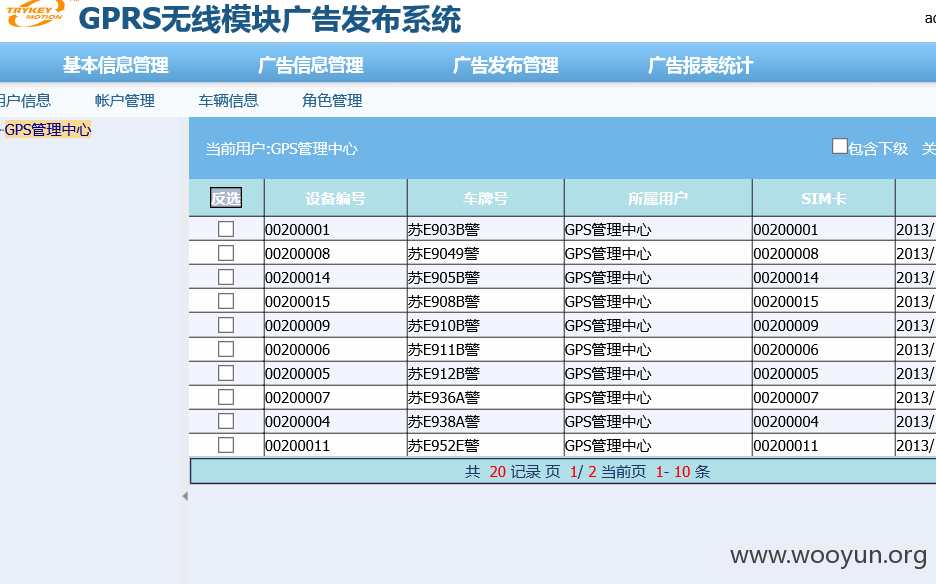 TRYKEY MOTION TM
GPRS无线模块广告发布系统
基本信息管理 广告信息管理 广告发布管理 广告报表统计
用户信息 帐户管理 车辆信息 角色管理
GPS管理中心
当前用户:GPS管理中心 包含下级
反选 设备编号 车牌号 所属用户 SIM卡
00200001 苏E903B警 GPS管理中心 00200001 2013/
00200008 苏E9049警 GPS管理中心 00200008 2013/
00200014 苏E905B警 GPS管理中心 00200014 2013/
00200015 苏E908B警 GPS管理中心 00200015 2013/
00200009 苏E910B警 GPS管理中心 00200009 2013/
00200006 苏E911B警 GPS管理中心 00200006 2013/
00200005 苏E912B警 GPS管理中心 00200005 2013/
00200007 苏E936A警 GPS管理中心 00200007 2013/
00200004 苏E938A警 GPS管理中心 00200004 2013/
00200011 苏E952E警 GPS管理中心 00200011 2013/
共 20 记录 页 1/ 2 当前页 1- 10 条
www.wooyun.org